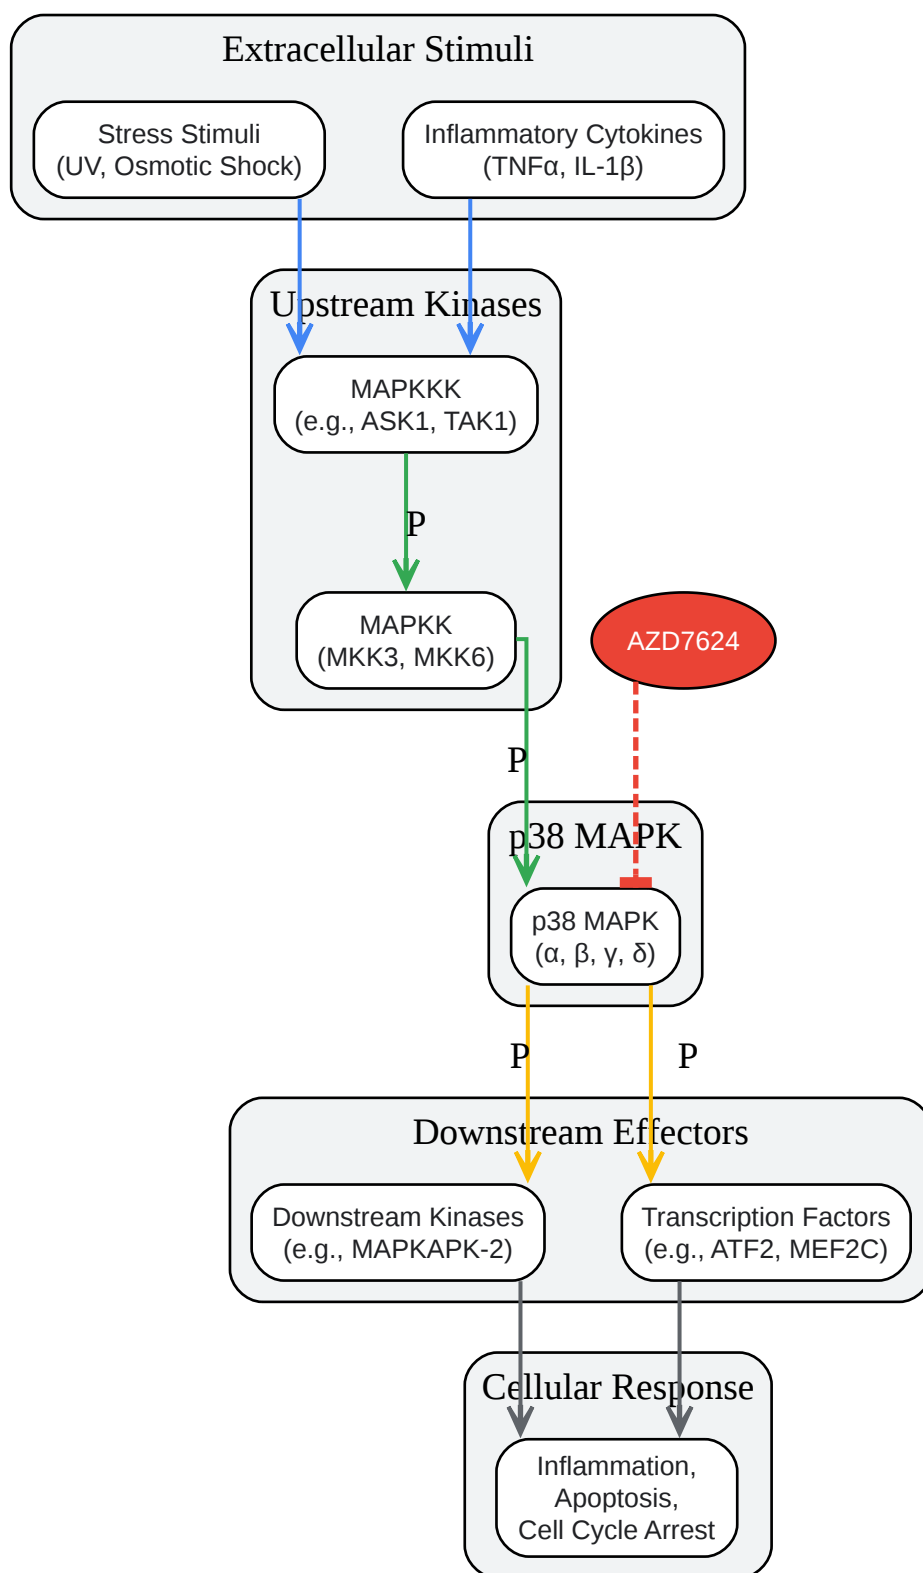 Extracellular Stimuli
Stress Stimuli
(UV, Osmotic Shock)
Inflammatory Cytokines
(TNFα, IL-1β)
Upstream Kinases
MAPKKK
(e.g., ASK1, TAK1)
P
MAPKK
(MKK3, MKK6)
AZD7624
P
p38 MAPK
p38 MAPK
(α, β, γ, δ)
P
P
Downstream Effectors
Downstream Kinases
(e.g., MAPKAPK-2)
Transcription Factors
(e.g., ATF2, MEF2C)
Cellular Response
Inflammation,
Apoptosis,
Cell Cycle Arrest